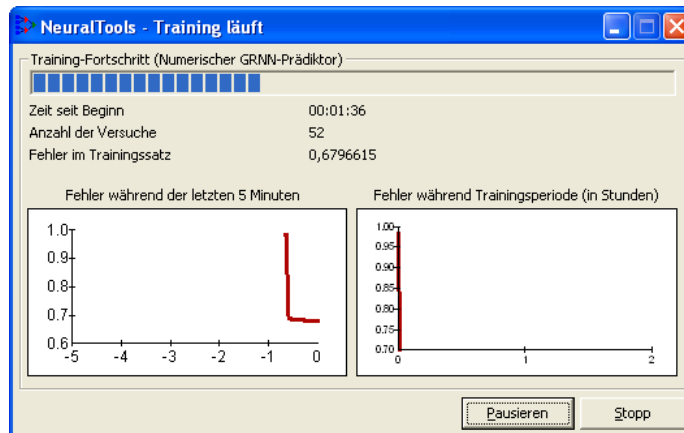 NeuralTools - Training läuft
Training-Fortschritt (Numerischer GRNN-Prädiktor)
Zeit seit Beginn 00:01:36
Anzahl der Versuche 52
Fehler im Trainingssatz 0,6796615
Fehler während der letzten 5 Minuten
1.0
0.9
0.8
0.7
0.6
-5 -4 -3 -2 -1 0
Fehler während Trainingsperiode (in Stunden)
1.00
0.95
0.90
0.85
0.80
0.75
0.70
0 1 2
Pausieren Stopp